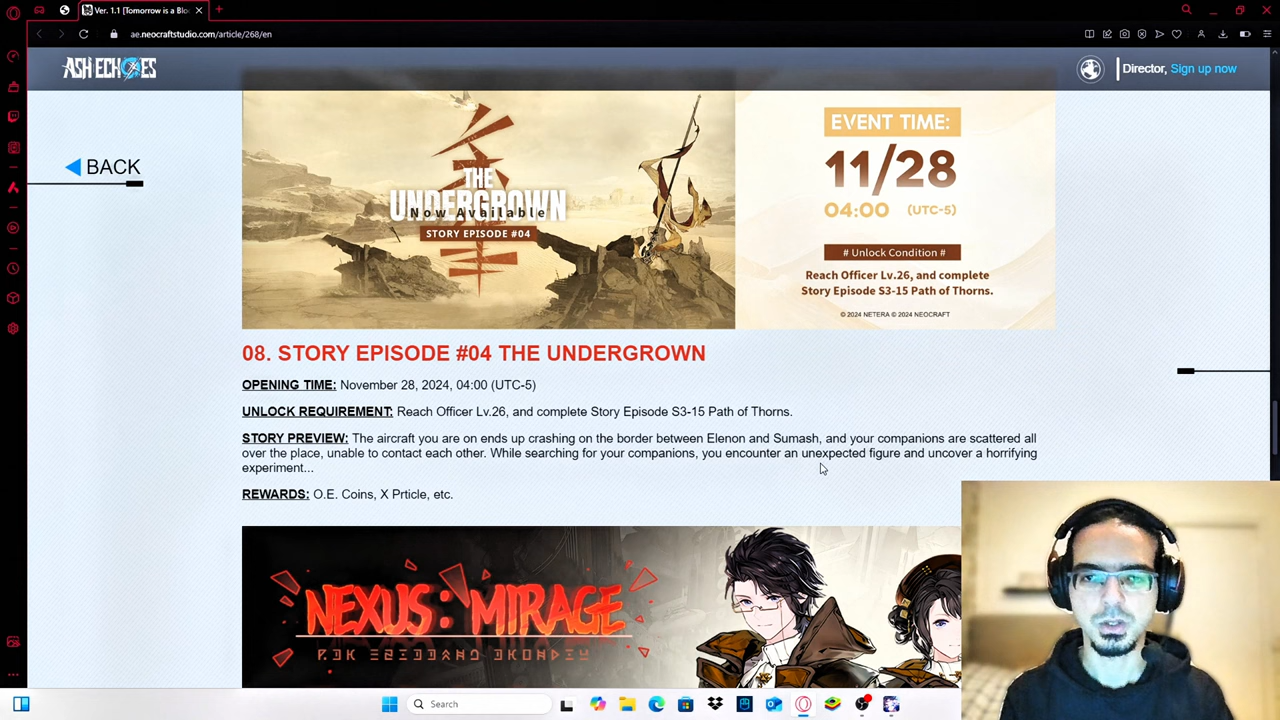 Ver. 1.1 [Tomorrow is a Blo
ae.neocraftstudio.com/article/268/en
ASH ECHOES
Director, Sign up now
BACK
THE
UNDERGROWN
Now Available
STORY EPISODE #04
EVENT TIME:
11/28
04:00 (UTC-5)
# Unlock Condition #
Reach Officer Lv.26, and complete
Story Episode S3-15 Path of Thorns.
© 2024 NETERA © 2024 NEOCRAFT
08. STORY EPISODE #04 THE UNDERGROWN
OPENING TIME: November 28, 2024, 04:00 (UTC-5)
UNLOCK REQUIREMENT: Reach Officer Lv.26, and complete Story Episode S3-15 Path of Thorns.
STORY PREVIEW: The aircraft you are on ends up crashing on the border between Elenon and Sumash, and your companions are scattered all
over the place, unable to contact each other. While searching for your companions, you encounter an unexpected figure and uncover a horrifying
experiment...
REWARDS: O.E. Coins, X Prticle, etc.
NEXUS: MIRAGE
Search